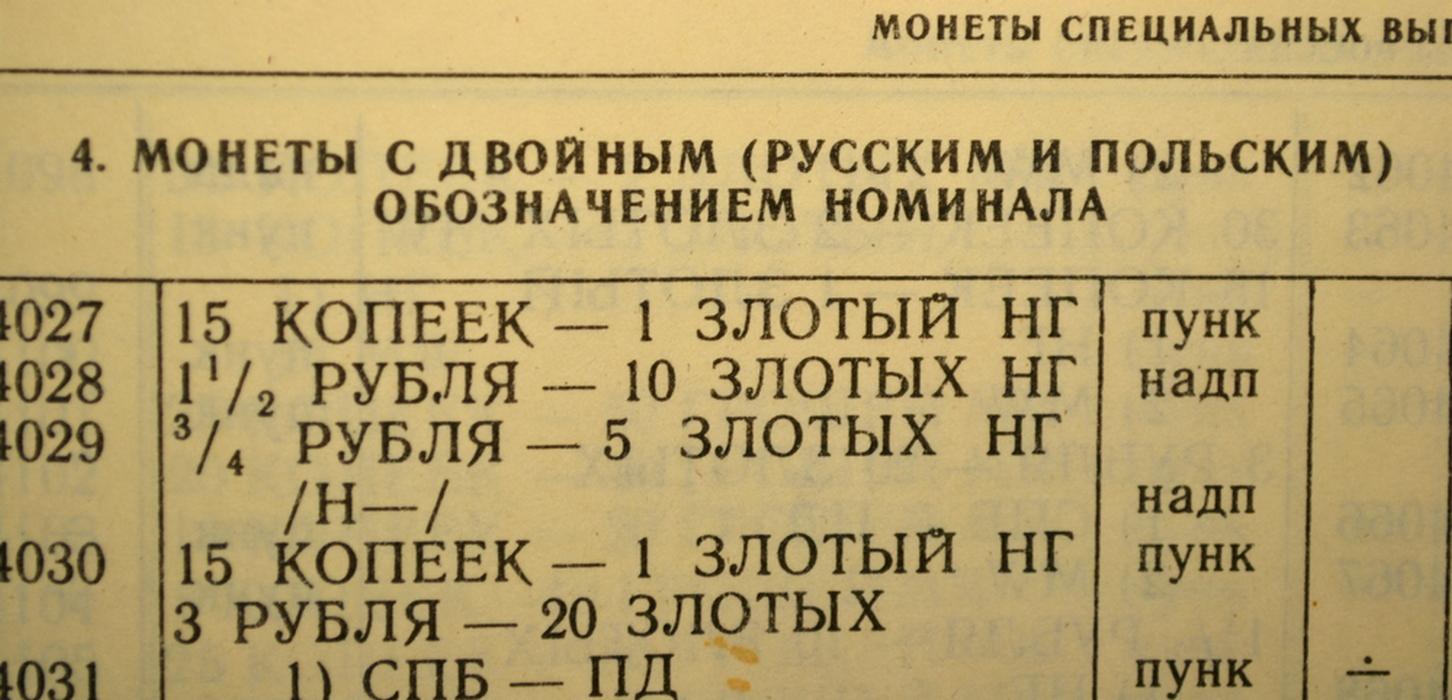 МОНЕТЫ СПЕЦИАЛЬНЫХ
4. МОНЕТЫ С ДВОЙНЫМ (РУССКИМ И ПОЛЬСКИМ)
ОБОЗНАЧЕНИЕМ НОМИНАЛА
4027 15 КОПЕЕК — 1 ЗЛОТЫЙ НГ пунк
4028 1 1/2 РУБЛЯ — 10 ЗЛОТЫХ НГ надп
4029 3/4 РУБЛЯ — 5 ЗЛОТЫХ НГ
/Н—/ надп
4030 15 КОПЕЕК — 1 ЗЛОТЫЙ НГ пунк
3 РУБЛЯ — 20 ЗЛОТЫХ
4031 1) СПБ — ПД пунк ÷